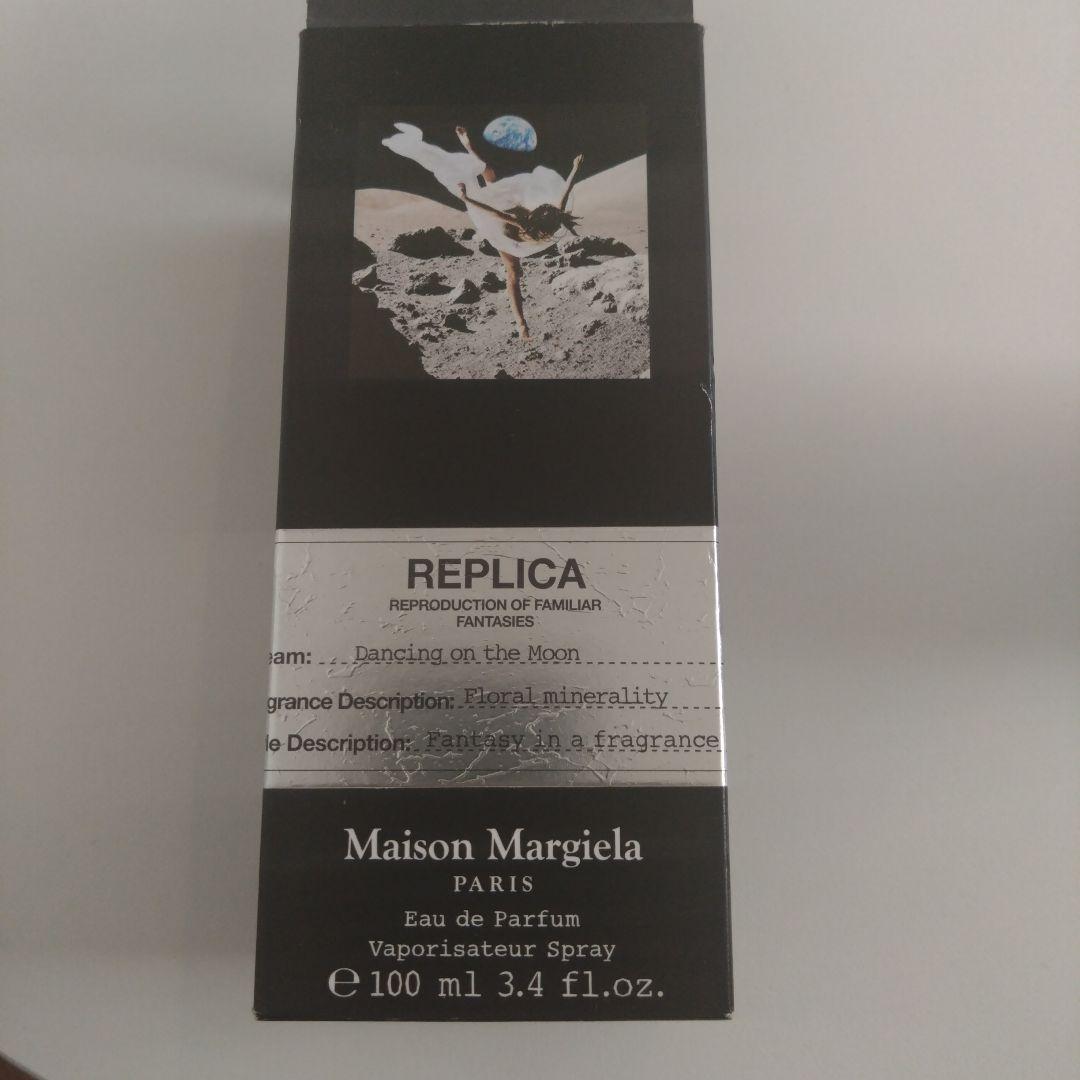 REPLICA
REPRODUCTION OF FAMILIAR
FANTASIES
eam: Dancing on the Moon
grance Description: Floral minerality
le Description: Fantasy in a fragrance
Maison Margiela
PARIS
Eau de Parfum
Vaporisateur Spray
℮ 100 ml 3.4 fl.oz.